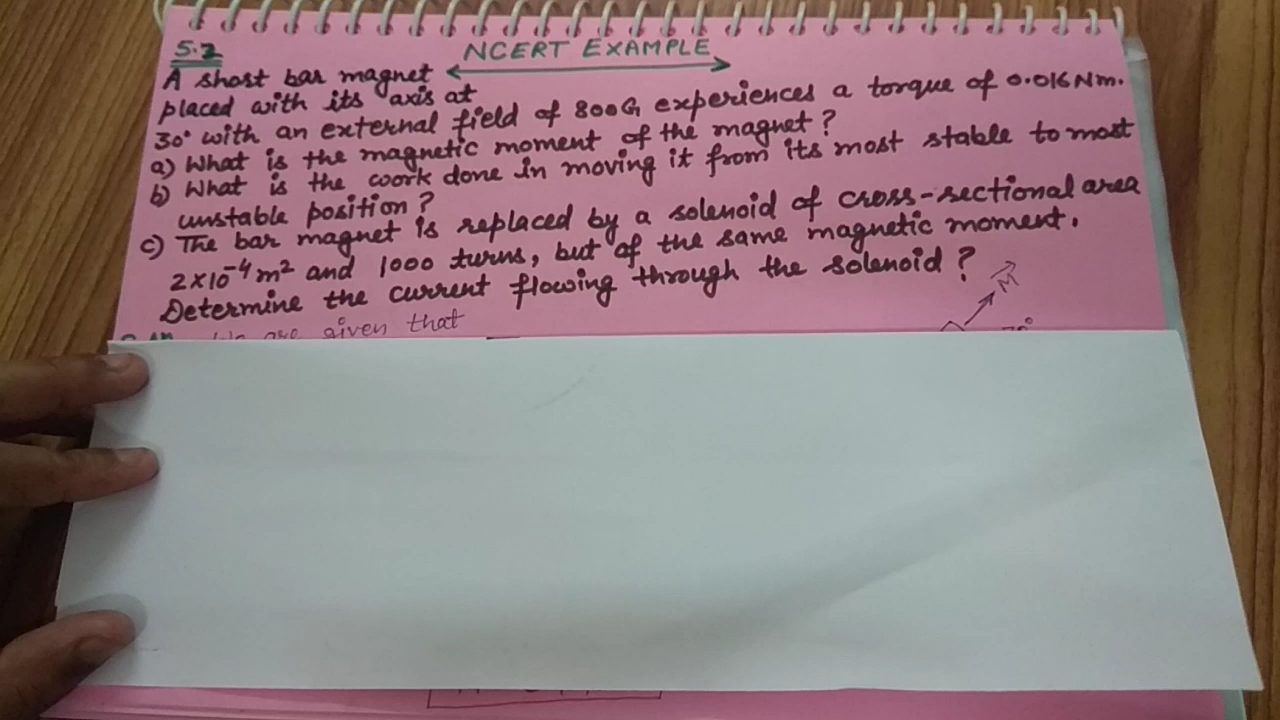 NCERT EXAMPLE
5.2
A short bar magnet
placed with its axis at
30° with an external field of 800G experiences a torque of 0.016 Nm.
a) What is the magnetic moment of the magnet?
b) What is the work done in moving it from its most stable to most
unstable position?
c) The bar magnet is replaced by a solenoid of cross-sectional area
2×10⁻⁴ m² and 1000 turns, but of the same magnetic moment.
Determine the current flowing through the solenoid?
We are given that
M